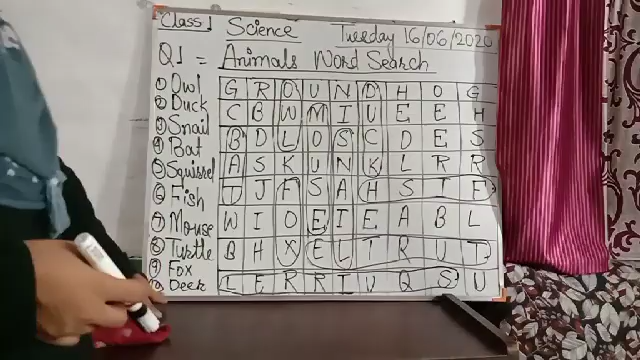 Class 1 Science Tuesday 16/06/2020
Q1 = Animals Word Search
① Owl
② Duck
③ Snail
④ Bat
⑤ Squirrel
⑥ Fish
⑦ Mouse
⑧ Turtle
⑨ Fox
⑩ Deer
G R O U N D H O G
C B W M I U E E H
B D L O S C D E S
A S K U N K L R R
T J F S A H S I F
W I O E I E A B L
B H X E L T R U T
L E R R I U Q S U